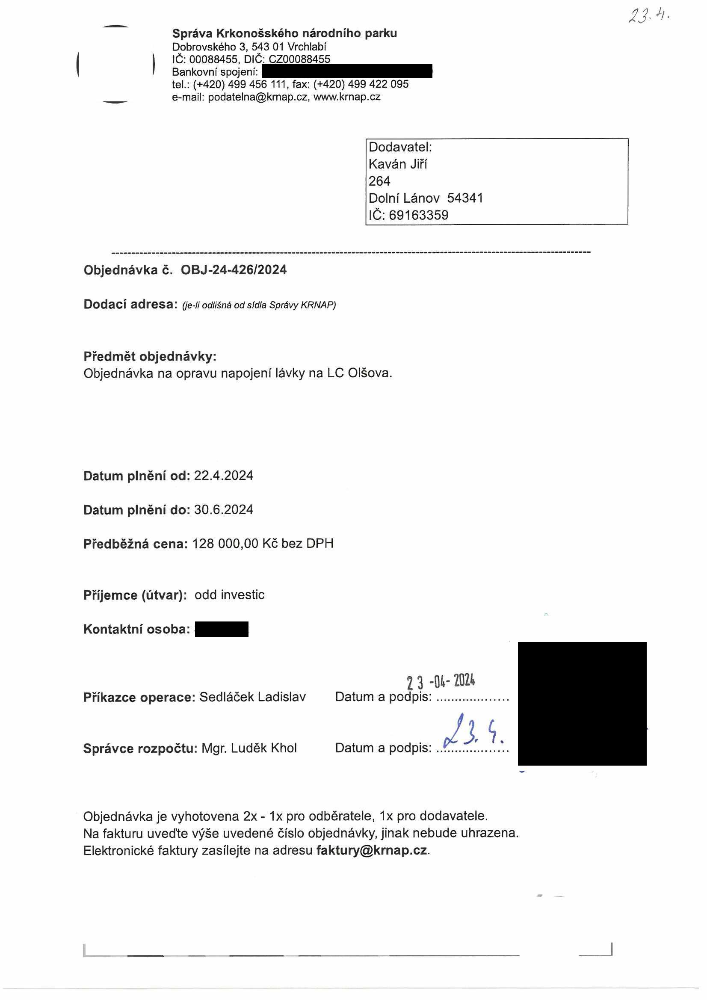 23. 4.
Správa Krkonošského národního parku
Dobrovského 3, 543 01 Vrchlabí
IČ: 00088455, DIČ: CZ00088455
Bankovní spojení:
tel.: (+420) 499 456 111, fax: (+420) 499 422 095
e-mail: podatelna@krnap.cz, www.krnap.cz
Dodavatel:
Kaván Jiří
264
Dolní Lánov 54341
IČ: 69163359
Objednávka č. OBJ-24-426/2024
Dodací adresa: (je-li odlišná od sídla Správy KRNAP)
Předmět objednávky:
Objednávka na opravu napojení lávky na LC Olšova.
Datum plnění od: 22.4.2024
Datum plnění do: 30.6.2024
Předběžná cena: 128 000,00 Kč bez DPH
Příjemce (útvar): odd investic
Kontaktní osoba:
23 -04- 2024
Příkazce operace: Sedláček Ladislav Datum a podpis: ...................
23. 4.
Správce rozpočtu: Mgr. Luděk Khol Datum a podpis: ...................
Objednávka je vyhotovena 2x - 1x pro odběratele, 1x pro dodavatele.
Na fakturu uveďte výše uvedené číslo objednávky, jinak nebude uhrazena.
Elektronické faktury zasílejte na adresu faktury@krnap.cz.